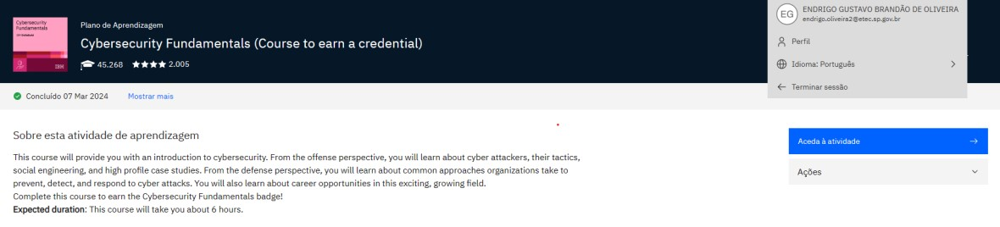 Cybersecurity
Fundamentals
IBM
Plano de Aprendizagem
Cybersecurity Fundamentals (Course to earn a credential)
45.268
2.005
EG
ENDRIGO GUSTAVO BRANDÃO DE OLIVEIRA
endrigo.oliveira2@etec.sp.gov.br
Perfil
Idioma: Português
Terminar sessão
Concluído 07 Mar 2024
Mostrar mais
Sobre esta atividade de aprendizagem
This course will provide you with an introduction to cybersecurity. From the offense perspective, you will learn about cyber attackers, their tactics,
social engineering, and high profile case studies. From the defense perspective, you will learn about common approaches organizations take to
prevent, detect, and respond to cyber attacks. You will also learn about career opportunities in this exciting, growing field.
Complete this course to earn the Cybersecurity Fundamentals badge!
Expected duration: This course will take you about 6 hours.
Aceda à atividade
Ações